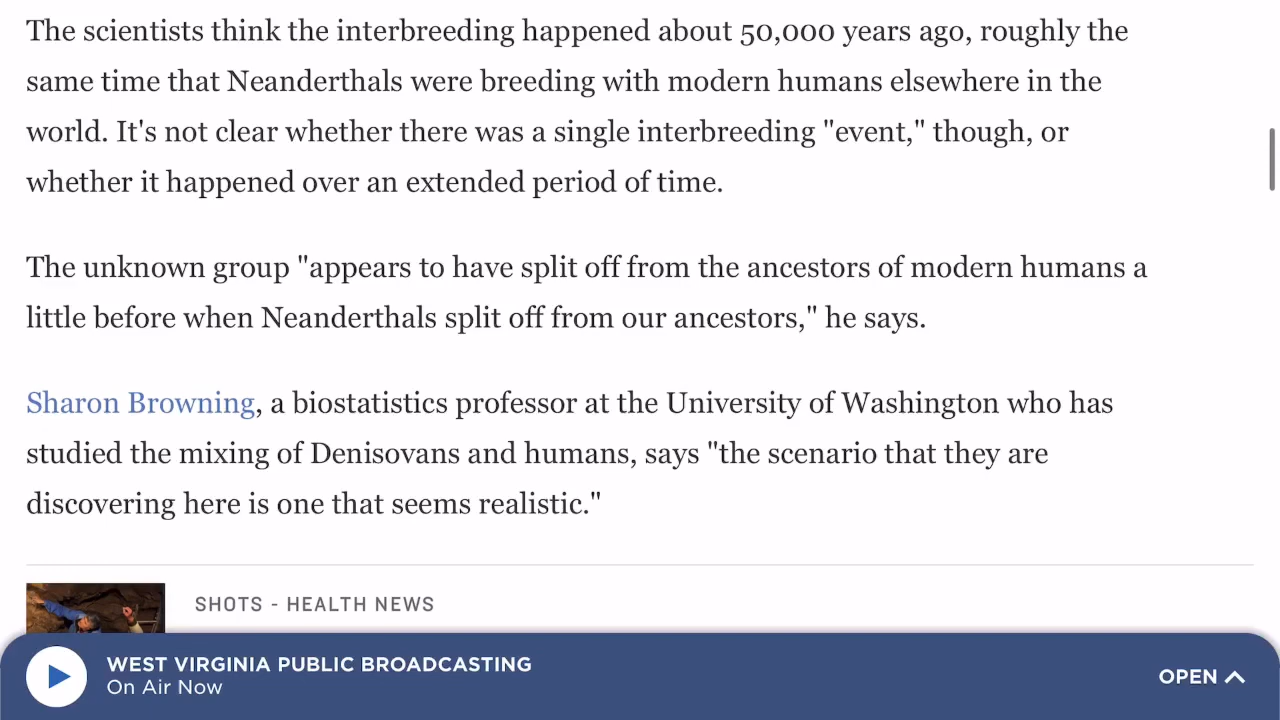 The scientists think the interbreeding happened about 50,000 years ago, roughly the
same time that Neanderthals were breeding with modern humans elsewhere in the
world. It's not clear whether there was a single interbreeding "event," though, or
whether it happened over an extended period of time.
The unknown group "appears to have split off from the ancestors of modern humans a
little before when Neanderthals split off from our ancestors," he says.
Sharon Browning, a biostatistics professor at the University of Washington who has
studied the mixing of Denisovans and humans, says "the scenario that they are
discovering here is one that seems realistic."
SHOTS - HEALTH NEWS
WEST VIRGINIA PUBLIC BROADCASTING
On Air Now
OPEN